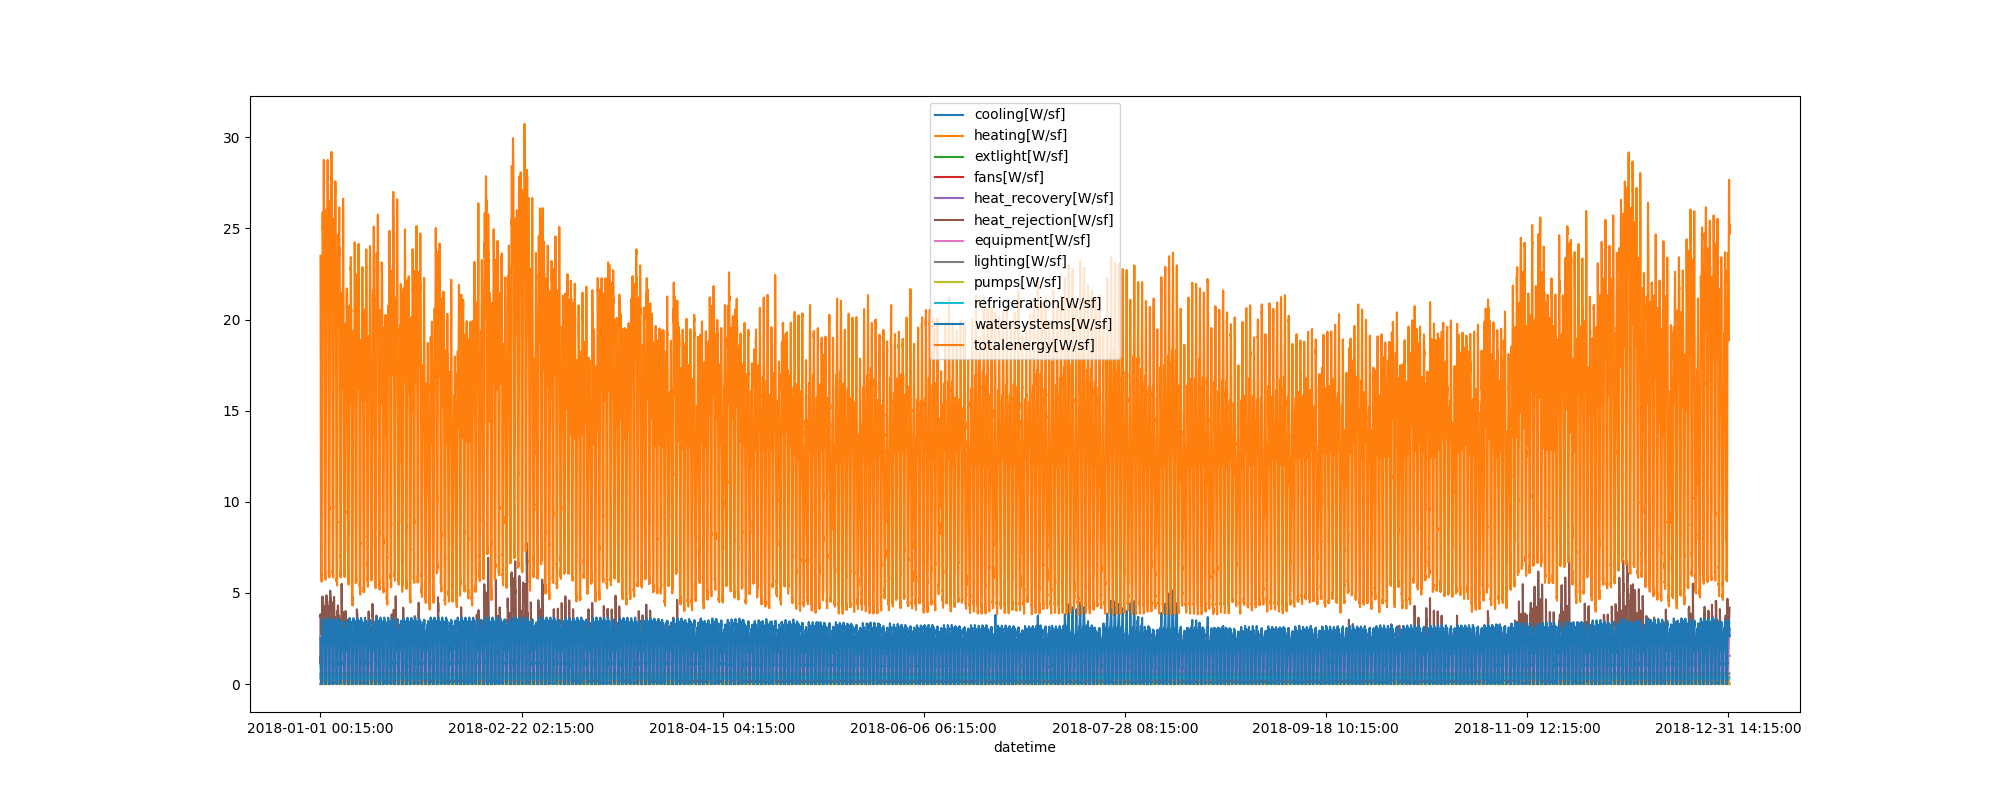 cooling[W/sf]
heating[W/sf]
extlight[W/sf]
fans[W/sf]
heat_recovery[W/sf]
heat_rejection[W/sf]
equipment[W/sf]
lighting[W/sf]
pumps[W/sf]
refrigeration[W/sf]
watersystems[W/sf]
totalenergy[W/sf]
30
25
20
15
10
5
0
2018-01-01 00:15:00 2018-02-22 02:15:00 2018-04-15 04:15:00 2018-06-06 06:15:00 2018-07-28 08:15:00 2018-09-18 10:15:00 2018-11-09 12:15:00 2018-12-31 14:15:00
datetime